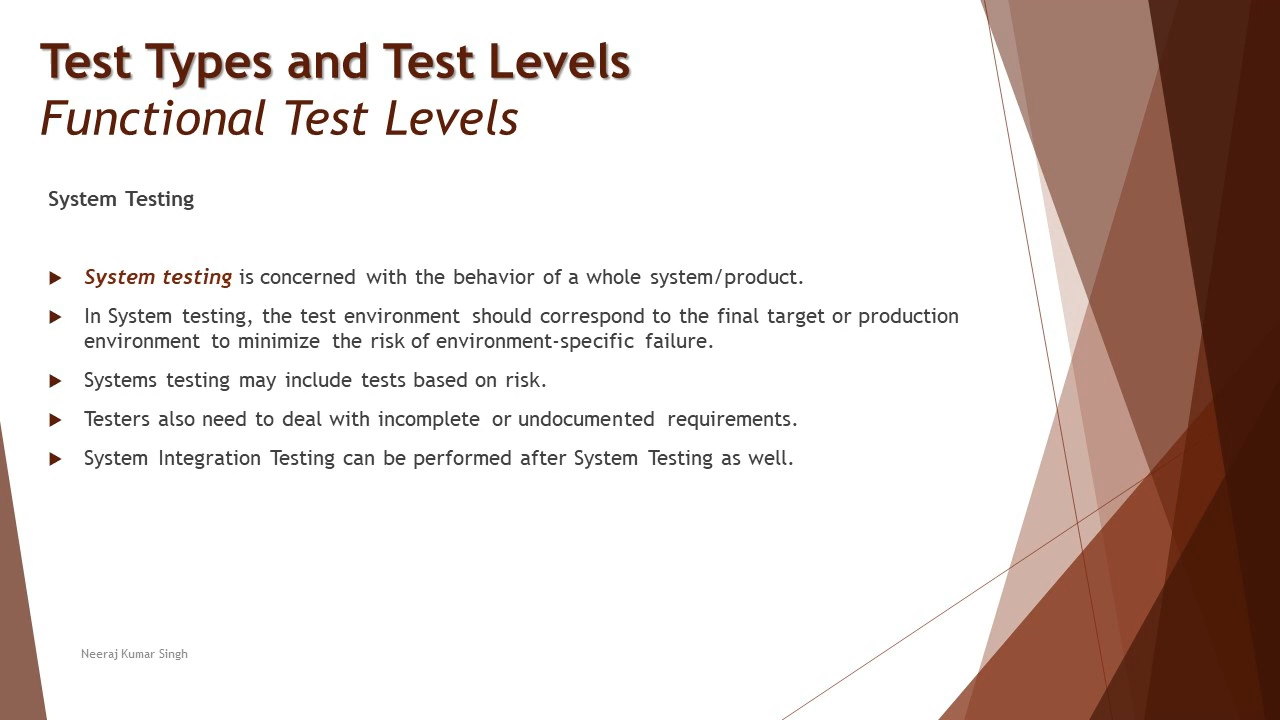 Test Types and Test Levels
Functional Test Levels
System Testing
System testing is concerned with the behavior of a whole system/product.
In System testing, the test environment should correspond to the final target or production
environment to minimize the risk of environment-specific failure.
Systems testing may include tests based on risk.
Testers also need to deal with incomplete or undocumented requirements.
System Integration Testing can be performed after System Testing as well.
Neeraj Kumar Singh